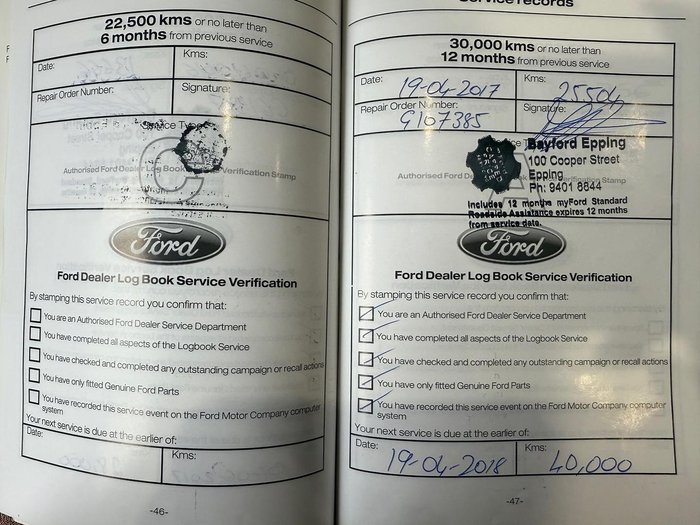 22,500 kms or no later than
6 months from previous service
Date:
Kms:
Repair Order Number:
Signature:
Service Type
Authorised Ford Dealer Log Book Service Verification Stamp
Ford
Ford Dealer Log Book Service Verification
By stamping this service record you confirm that:
You are an Authorised Ford Dealer Service Department
You have completed all aspects of the Logbook Service
You have checked and completed any outstanding campaign or recall actions
You have only fitted Genuine Ford Parts
You have recorded this service event on the Ford Motor Company computer
system
Your next service is due at the earlier of:
Date:
Kms:
-46-
Service records
30,000 kms or no later than
12 months from previous service
Date: 19-04-2017
Kms: 25504
Repair Order Number: G107385
Signature:
Bayford Epping
100 Cooper Street
Epping
Ph: 9401 8644
Authorised Ford
Stamp
Includes 12 months myFord Standard
Roadside Assistance expires 12 months
from service date.
Ford
Ford Dealer Log Book Service Verification
By stamping this service record you confirm that:
You are an Authorised Ford Dealer Service Department
You have completed all aspects of the Logbook Service
You have checked and completed any outstanding campaign or recall actions
You have only fitted Genuine Ford Parts
You have recorded this service event on the Ford Motor Company computer
system
Your next service is due at the earlier of:
Date: 19-04-2018
Kms: 40,000
-47-